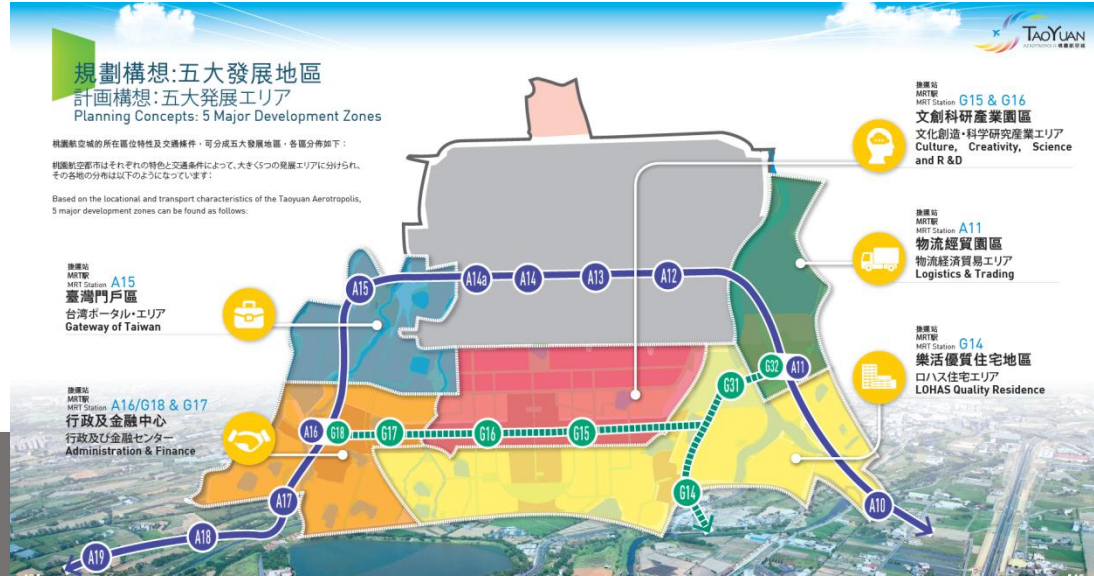 規劃構想:五大發展地區
計画構想：五大発展エリア
Planning Concepts: 5 Major Development Zones
桃園航空城的所在區位特性及交通條件，可分成五大發展地區，各區分佈如下：
桃園航空都市はそれぞれの特色と交通条件によって、大きく5つの発展エリアに分けられ、
その各地の分布は以下のようになっています：
Based on the locational and transport characteristics of the Taoyuan Aerotropolis,
5 major development zones can be found as follows:
TAOYUAN
AEROTROPOLIS 桃園航空城
捷運站
MRT駅
MRT Station A15
臺灣門戶區
台湾ポータル・エリア
Gateway of Taiwan
捷運站
MRT駅
MRT Station A16/G18 & G17
行政及金融中心
行政及び金融センター
Administration & Finance
捷運站
MRT駅
MRT Station G15 & G16
文創科研產業園區
文化創造・科学研究産業エリア
Culture, Creativity, Science
and R &D
捷運站
MRT駅
MRT Station A11
物流經貿園區
物流経済貿易エリア
Logistics & Trading
捷運站
MRT駅
MRT Station G14
樂活優質住宅地區
ロハス住宅エリア
LOHAS Quality Residence
A15
A14a
A14
A13
A12
G32
A11
G31
A16
G18
G17
G16
G15
G14
A17
A10
A18
A19